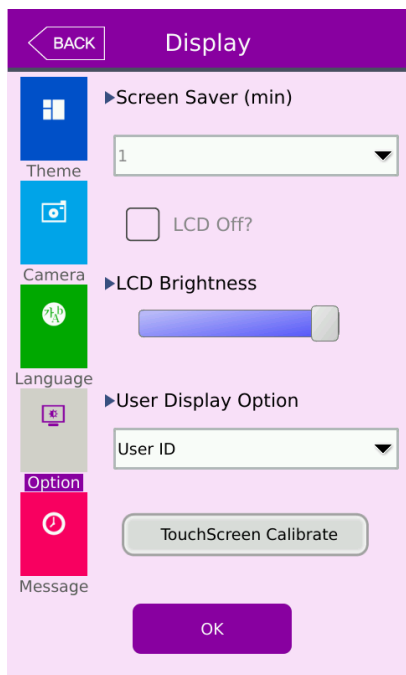 BACK
Display
▶Screen Saver (min)
1
Theme
LCD Off?
Camera
▶LCD Brightness
Language
▶User Display Option
User ID
Option
TouchScreen Calibrate
Message
OK